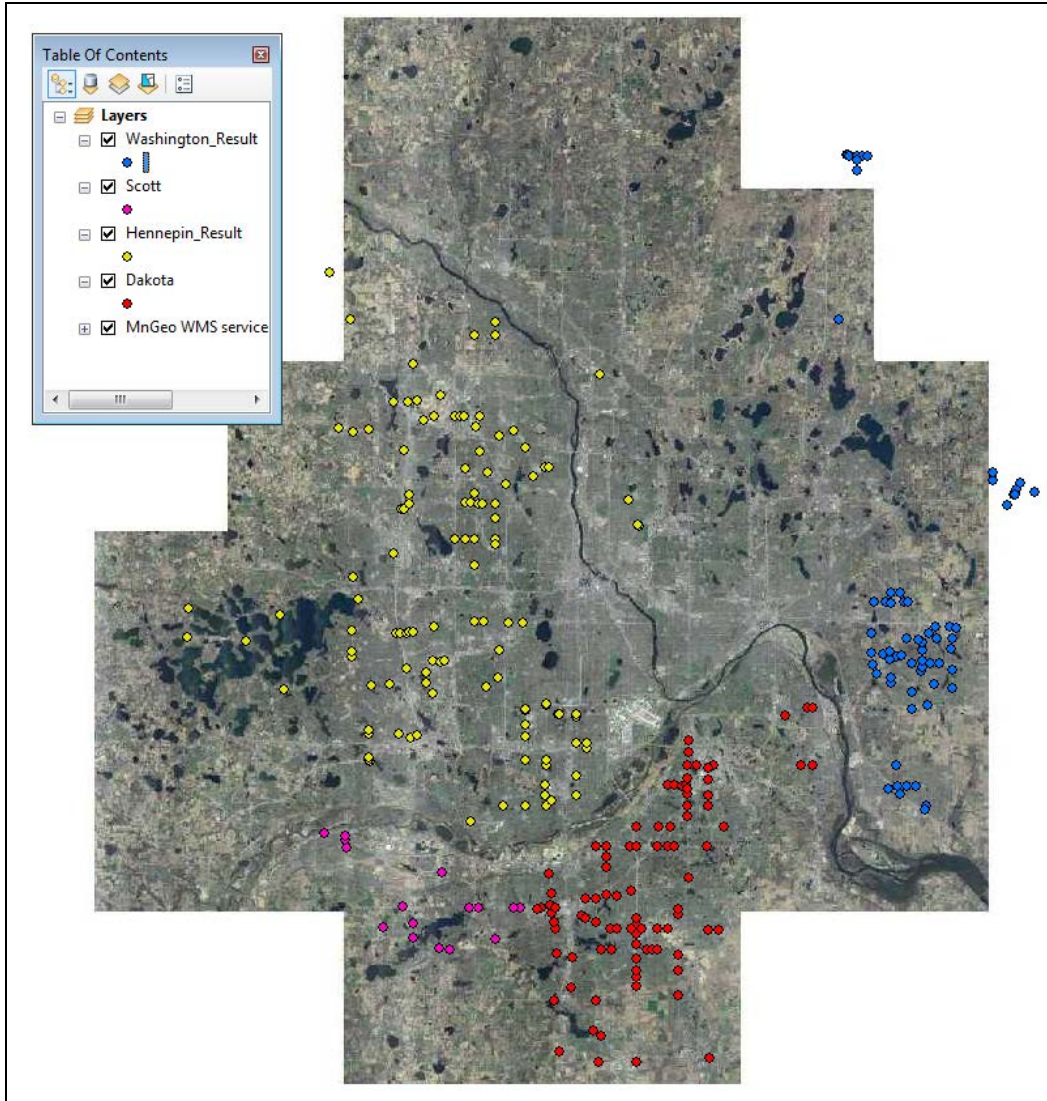 Table Of Contents
Layers
Washington_Result
Scott
Hennepin_Result
Dakota
MnGeo WMS service